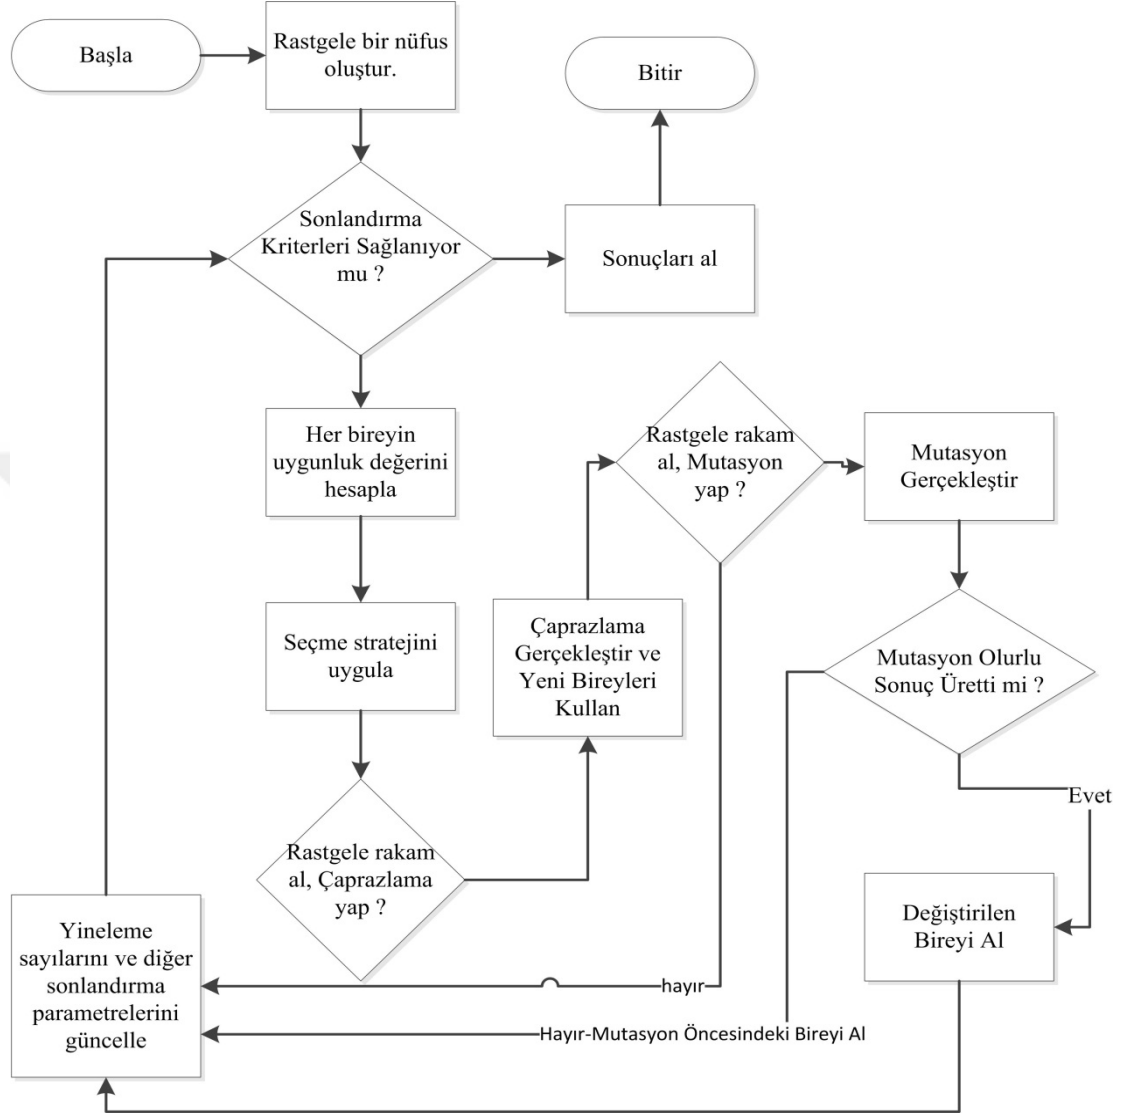 Başla
Rastgele bir nüfus
oluştur.
Bitir
Sonlandırma
Kriterleri Sağlanıyor
mu ?
Sonuçları al
Her bireyin
uygunluk değerini
hesapla
Rastgele rakam
al, Mutasyon
yap ?
Mutasyon
Gerçekleştir
Seçme stratejini
uygula
Çaprazlama
Gerçekleştir ve
Yeni Bireyleri
Kullan
Mutasyon Olurlu
Sonuç Üretti mi ?
Evet
Rastgele rakam
al, Çaprazlama
yap ?
Değiştirilen
Bireyi Al
Yineleme
sayılarını ve diğer
sonlandırma
parametrelerini
güncelle
hayır
Hayır-Mutasyon Öncesindeki Bireyi Al